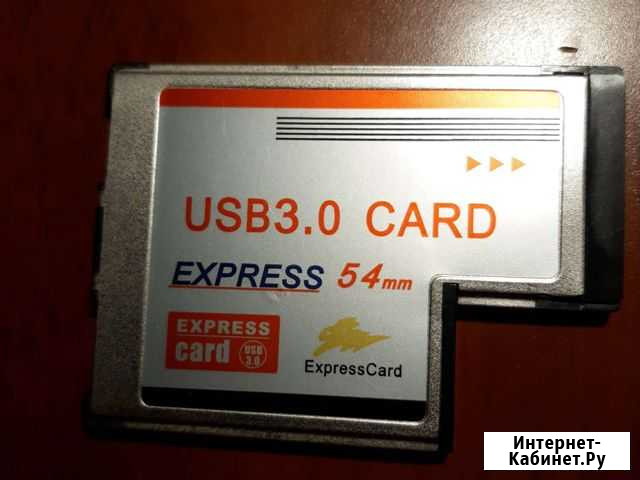 USB3.0 CARD
EXPRESS 54mm
EXPRESS
card USB 3.0
ExpressCard
Интернет-
Кабинет.Ру